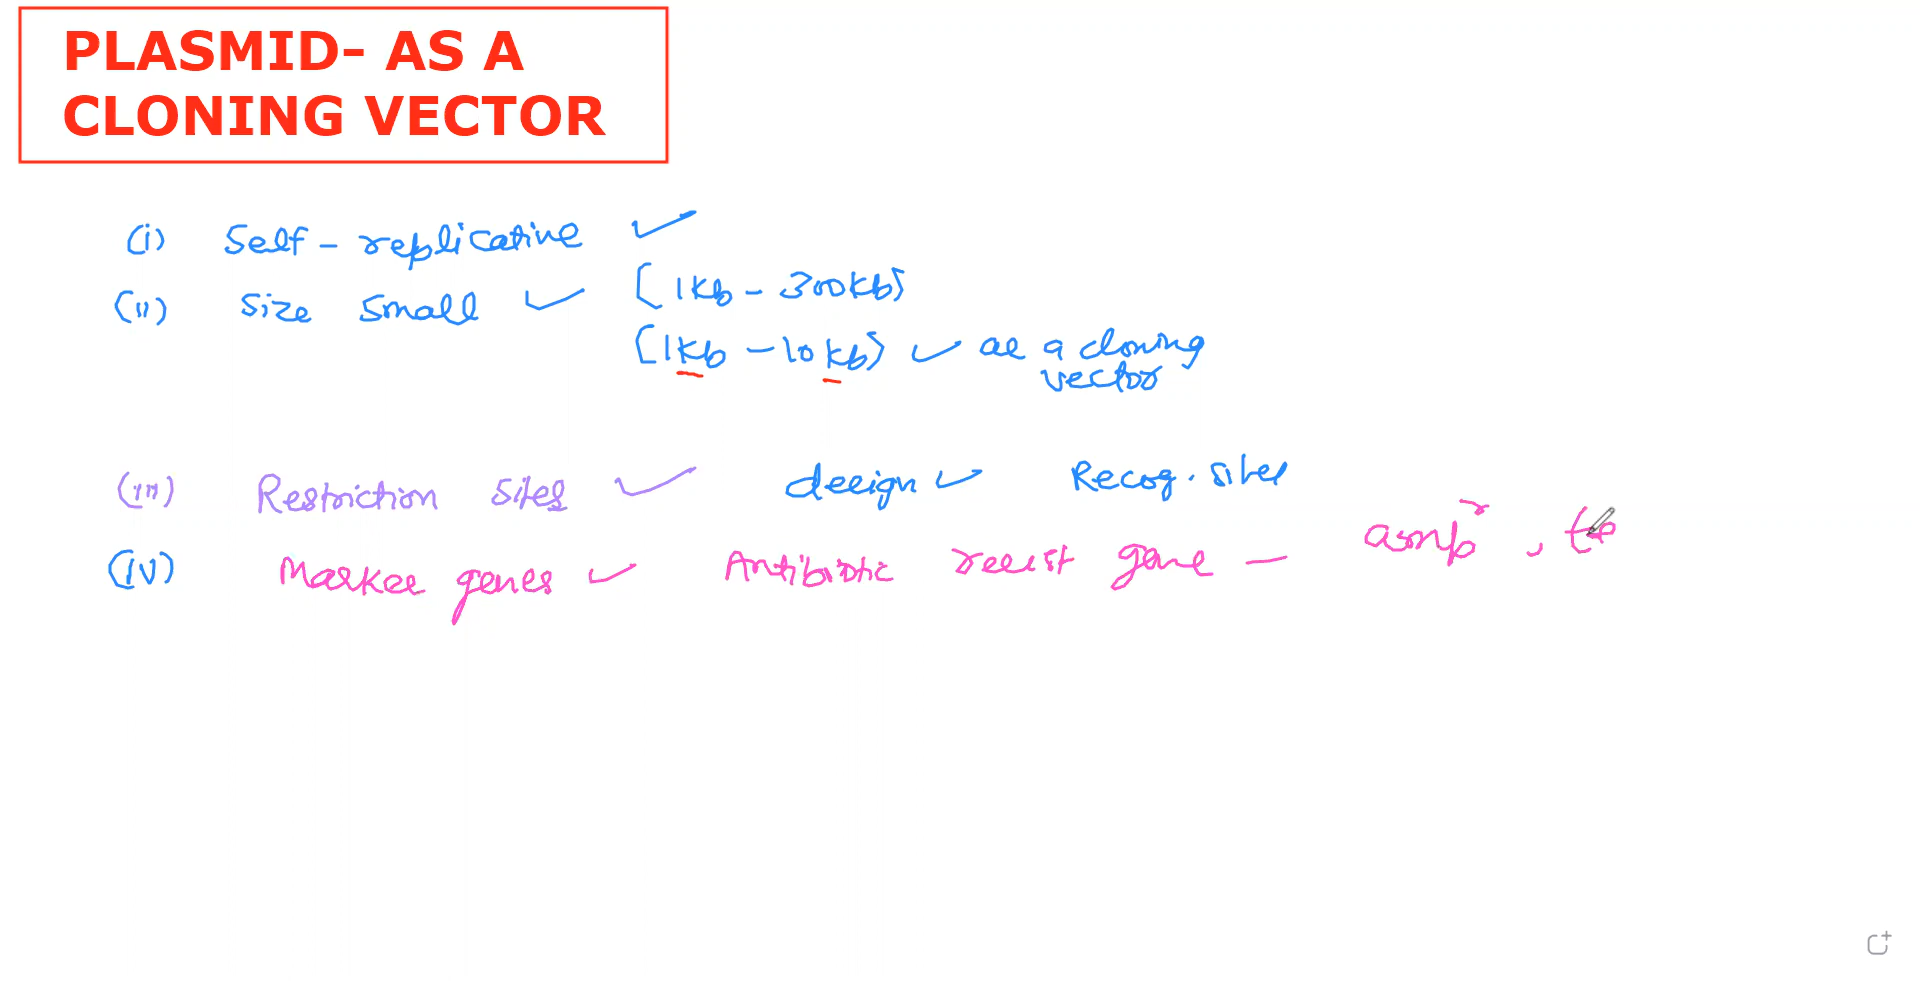 PLASMID- AS A
CLONING VECTOR
(i) Self - replicative ✓
(ii) Size Small ✓ [1kb - 300kb]
[1kb - 10 kb] ✓ as a cloning
vector
(iii) Restriction Sites ✓ design ✓ Recog. sites
(iv) Marker genes ✓ Antibiotic resist gene - ampʳ, te